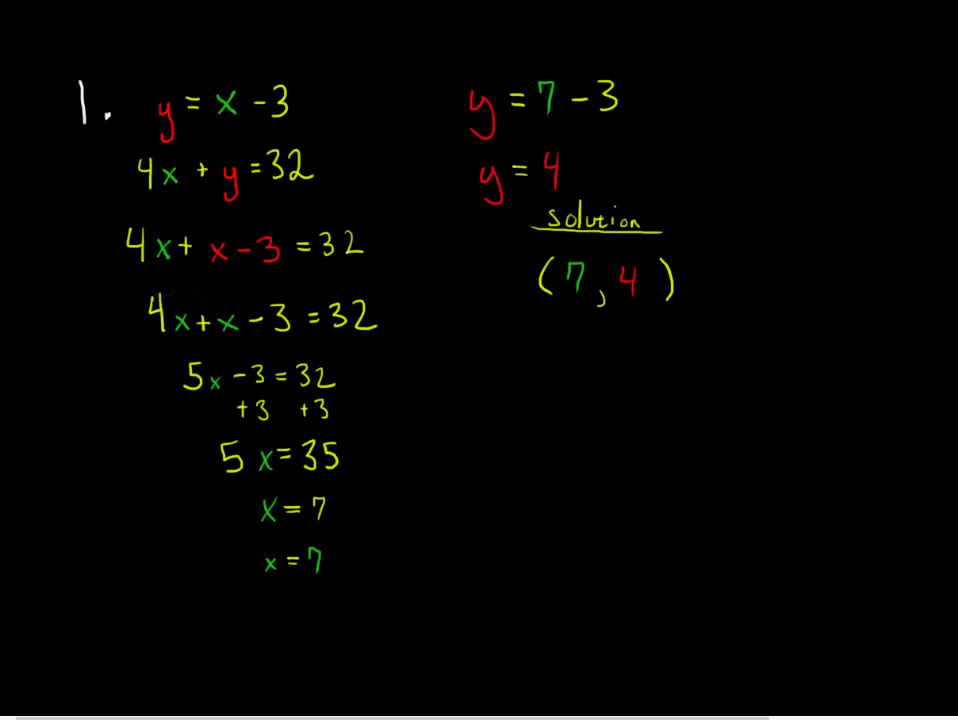 1. y = x - 3
4x + y = 32
4x + x - 3 = 32
4x + x - 3 = 32
5x - 3 = 32
+3 +3
5x = 35
x = 7
x = 7
y = 7 - 3
y = 4
solution
(7, 4)